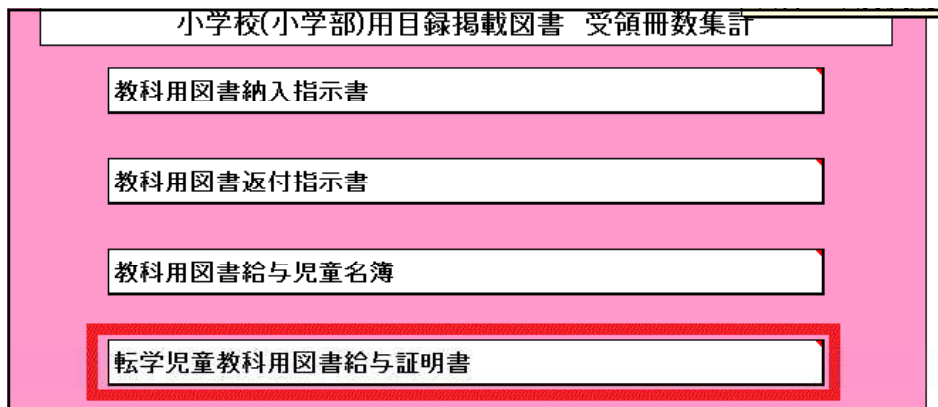 小学校(小学部)用目録掲載図書 受領冊数集計
教科用図書納入指示書
教科用図書返付指示書
教科用図書給与児童名簿
転学児童教科用図書給与証明書